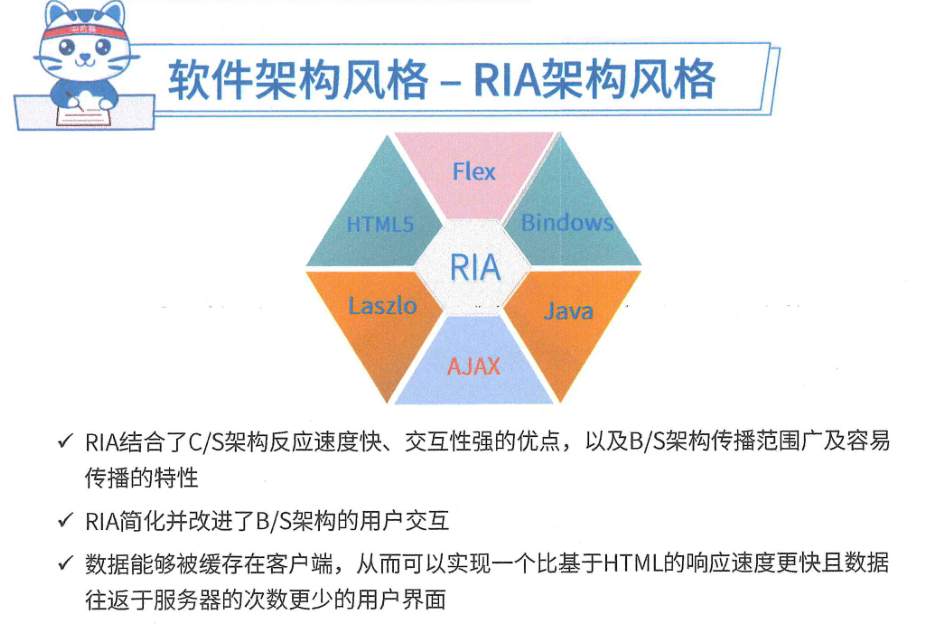 软件架构风格 – RIA架构风格
Flex
HTML5
Bindows
RIA
Laszlo
Java
AJAX
✓ RIA结合了C/S架构反应速度快、交互性强的优点，以及B/S架构传播范围广及容易
传播的特性
✓ RIA简化并改进了B/S架构的用户交互
✓ 数据能够被缓存在客户端，从而可以实现一个比基于HTML的响应速度更快且数据
往返于服务器的次数更少的用户界面